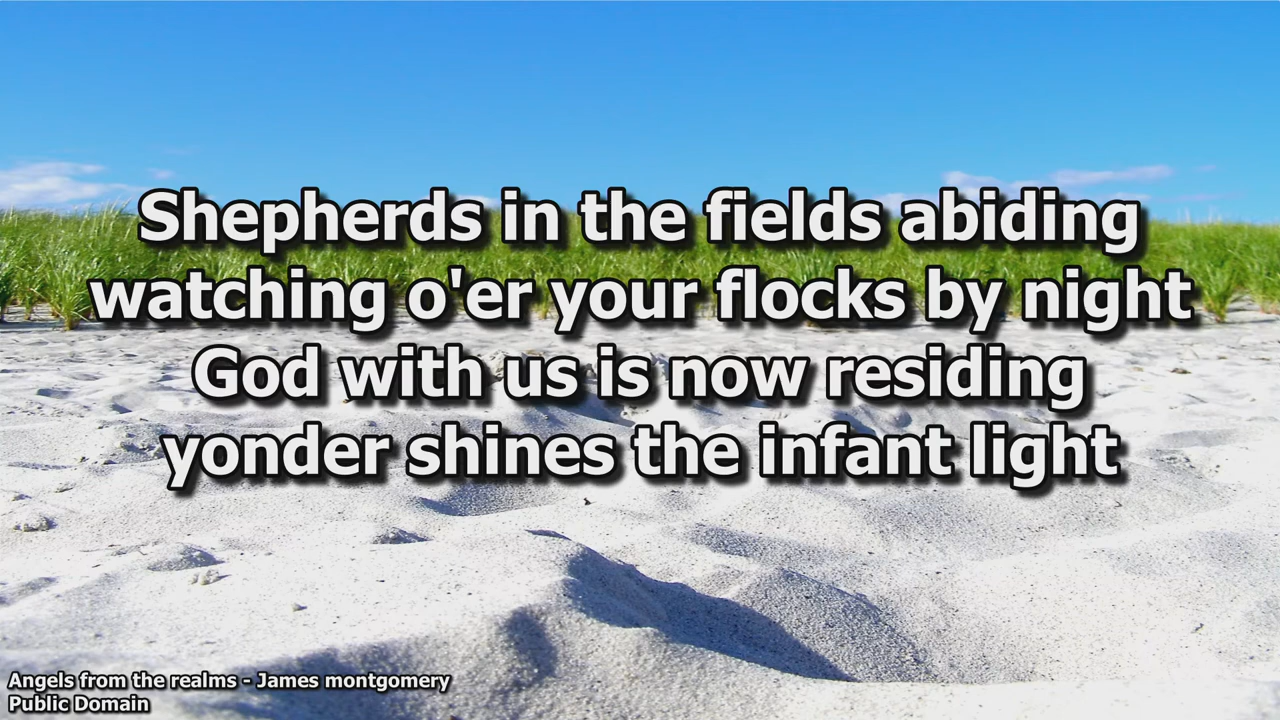 Shepherds in the fields abiding
watching o'er your flocks by night
God with us is now residing
yonder shines the infant light
Angels from the realms - James montgomery
Public Domain